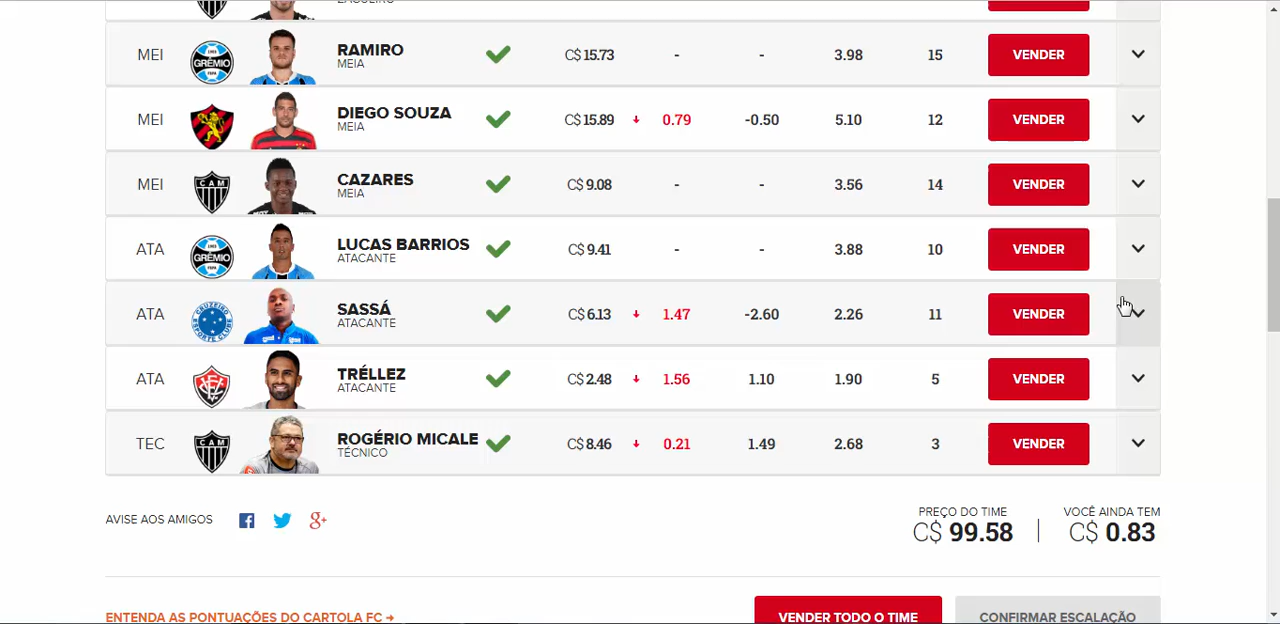 MEI RAMIRO C$ 15.73 - - 3.98 15 VENDER
MEIA
MEI DIEGO SOUZA C$ 15.89 0.79 -0.50 5.10 12 VENDER
MEIA
MEI CAZARES C$ 9.08 - - 3.56 14 VENDER
MEIA
ATA LUCAS BARRIOS C$ 9.41 - - 3.88 10 VENDER
ATACANTE
ATA SASSÁ C$ 6.13 1.47 -2.60 2.26 11 VENDER
ATACANTE
ATA TRÉLLEZ C$ 2.48 1.56 1.10 1.90 5 VENDER
ATACANTE
TEC ROGÉRIO MICALE C$ 8.46 0.21 1.49 2.68 3 VENDER
TÉCNICO
AVISE AOS AMIGOS
PREÇO DO TIME VOCÊ AINDA TEM
C$ 99.58 | C$ 0.83
ENTENDA AS PONTUAÇÕES DO CARTOLA FC VENDER TODO O TIME CONFIRMAR ESCALAÇÃO